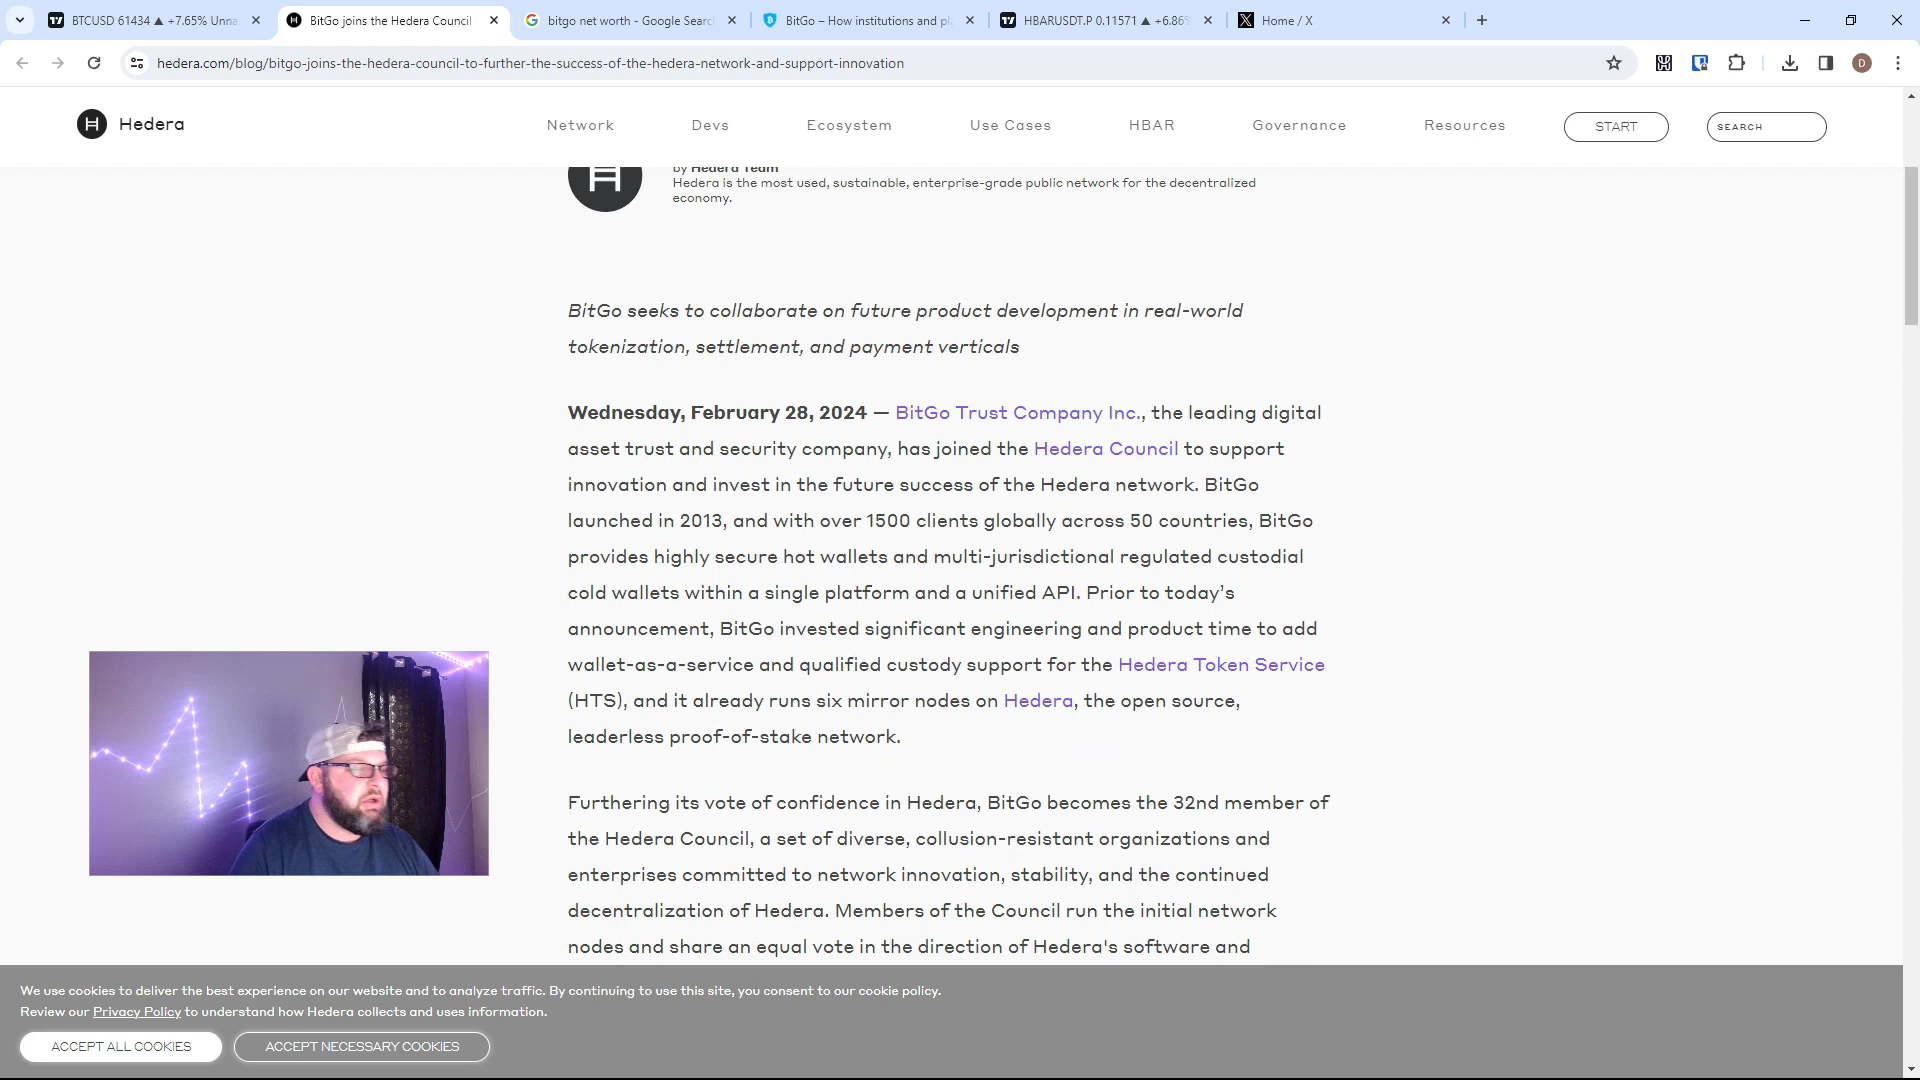 BTCUSD 61434 ▲ +7.65% Unna
BitGo joins the Hedera Council
bitgo net worth - Google Searc
BitGo – How institutions and pl
HBARUSDT.P 0.11571 ▲ +6.86%
Home / X
hedera.com/blog/bitgo-joins-the-hedera-council-to-further-the-success-of-the-hedera-network-and-support-innovation
D
Hedera
Network
Devs
Ecosystem
Use Cases
HBAR
Governance
Resources
START
SEARCH
by Hedera Team
Hedera is the most used, sustainable, enterprise-grade public network for the decentralized
economy.
BitGo seeks to collaborate on future product development in real-world
tokenization, settlement, and payment verticals
Wednesday, February 28, 2024 — BitGo Trust Company Inc., the leading digital
asset trust and security company, has joined the Hedera Council to support
innovation and invest in the future success of the Hedera network. BitGo
launched in 2013, and with over 1500 clients globally across 50 countries, BitGo
provides highly secure hot wallets and multi-jurisdictional regulated custodial
cold wallets within a single platform and a unified API. Prior to today’s
announcement, BitGo invested significant engineering and product time to add
wallet-as-a-service and qualified custody support for the Hedera Token Service
(HTS), and it already runs six mirror nodes on Hedera, the open source,
leaderless proof-of-stake network.
Furthering its vote of confidence in Hedera, BitGo becomes the 32nd member of
the Hedera Council, a set of diverse, collusion-resistant organizations and
enterprises committed to network innovation, stability, and the continued
decentralization of Hedera. Members of the Council run the initial network
nodes and share an equal vote in the direction of Hedera's software and
We use cookies to deliver the best experience on our website and to analyze traffic. By continuing to use this site, you consent to our cookie policy.
Review our Privacy Policy to understand how Hedera collects and uses information.
ACCEPT ALL COOKIES
ACCEPT NECESSARY COOKIES